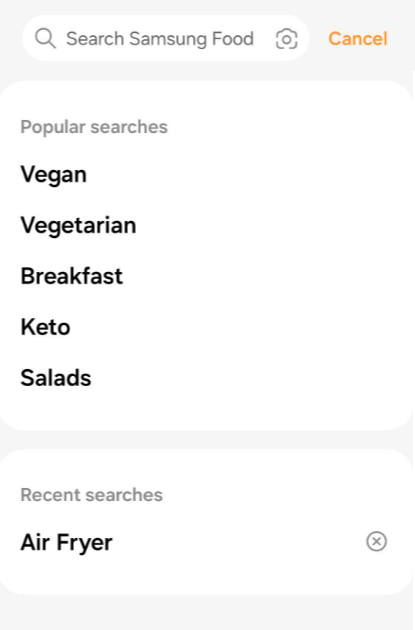 Search Samsung Food
Cancel
Popular searches
Vegan
Vegetarian
Breakfast
Keto
Salads
Recent searches
Air Fryer